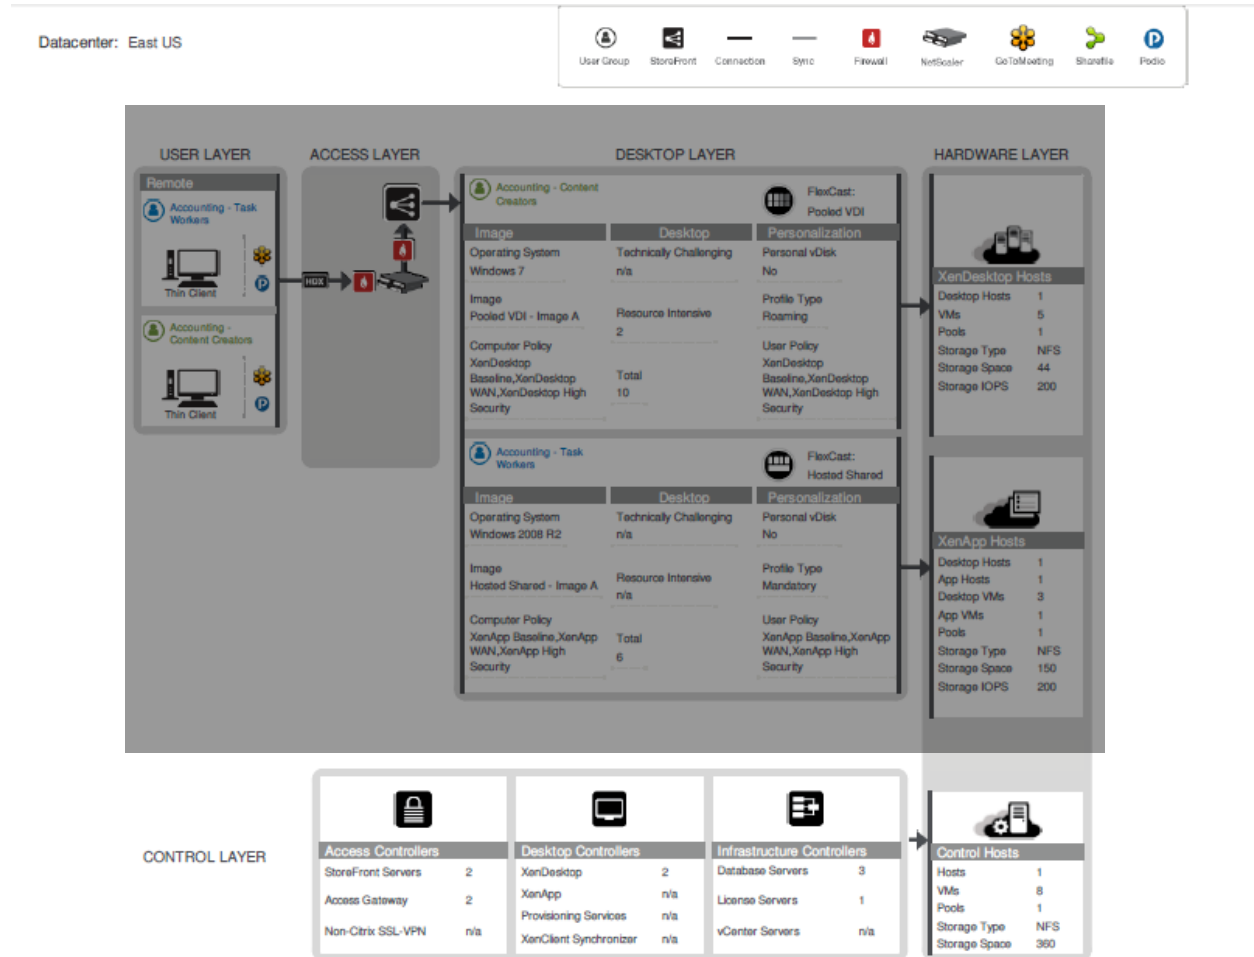 Datacenter: East US
User Group
StoreFront
Connection
Sync
Firewall
NetScaler
GoToMeeting
Sharefile
Podio
USER LAYER
ACCESS LAYER
DESKTOP LAYER
HARDWARE LAYER
Remote
Accounting - Task
Workers
Thin Client
Accounting -
Content Creators
Thin Client
HDX
Accounting - Content
Creators
FlexCast:
Pooled VDI
Image
Desktop
Personalization
Operating System
Windows 7
Technically Challenging
n/a
Personal vDisk
No
Image
Pooled VDI - Image A
Resource Intensive
2
Profile Type
Roaming
Computer Policy
XenDesktop
Baseline,XenDesktop
WAN,XenDesktop High
Security
Total
10
User Policy
XenDesktop
Baseline,XenDesktop
WAN,XenDesktop High
Security
Accounting - Task
Workers
FlexCast:
Hosted Shared
Image
Desktop
Personalization
Operating System
Windows 2008 R2
Technically Challenging
n/a
Personal vDisk
No
Image
Hosted Shared - Image A
Resource Intensive
n/a
Profile Type
Mandatory
Computer Policy
XenApp Baseline,XenApp
WAN,XenApp High
Security
Total
6
User Policy
XenApp Baseline,XenApp
WAN,XenApp High
Security
XenDesktop Hosts
Desktop Hosts 1
VMs 5
Pools 1
Storage Type NFS
Storage Space 44
Storage IOPS 200
XenApp Hosts
Desktop Hosts 1
App Hosts 1
Desktop VMs 3
App VMs 1
Pools 1
Storage Type NFS
Storage Space 150
Storage IOPS 200
CONTROL LAYER
Access Controllers
StoreFront Servers 2
Access Gateway 2
Non-Citrix SSL-VPN n/a
Desktop Controllers
XenDesktop 2
XenApp n/a
Provisioning Services n/a
XenClient Synchronizer n/a
Infrastructure Controllers
Database Servers 3
License Servers 1
vCenter Servers n/a
Control Hosts
Hosts 1
VMs 8
Pools 1
Storage Type NFS
Storage Space 360